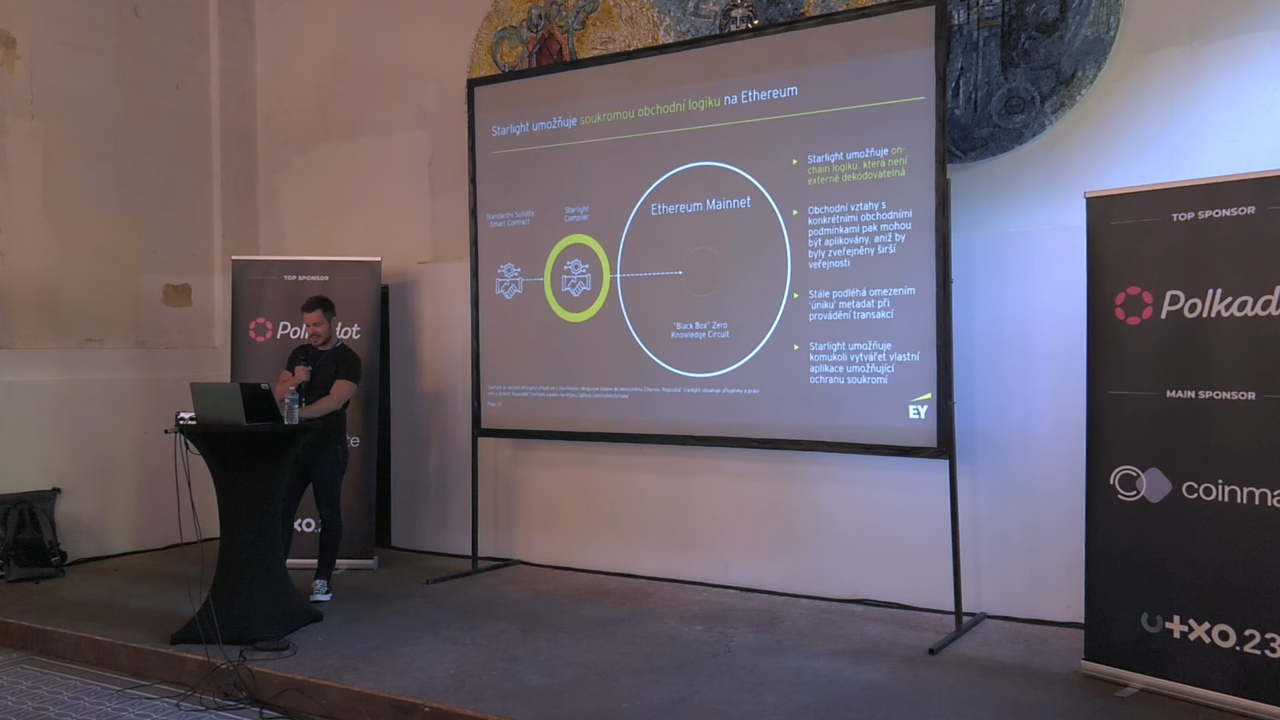 Starlight umožňuje soukromou obchodní logiku na Ethereum
Standardní Solidity
Smart Contract
Starlight
Compiler
Ethereum Mainnet
"Black Box" Zero
Knowledge Circuit
Starlight umožňuje on-
chain logiku, která není
externě dekódovatelná
Obchodní vztahy s
konkrétními obchodními
podmínkami pak mohou
být aplikovány, aniž by
byly zveřejněny širší
veřejnosti
Stále podléhá omezením
'úniku' metadat při
provádění transakcí
Starlight umožňuje
komukoli vytvářet vlastní
aplikace umožňující
ochranu soukromí
EY
TOP SPONSOR
Polkadot
TOP SPONSOR
Polkad
MAIN SPONSOR
coinma
utxo.23